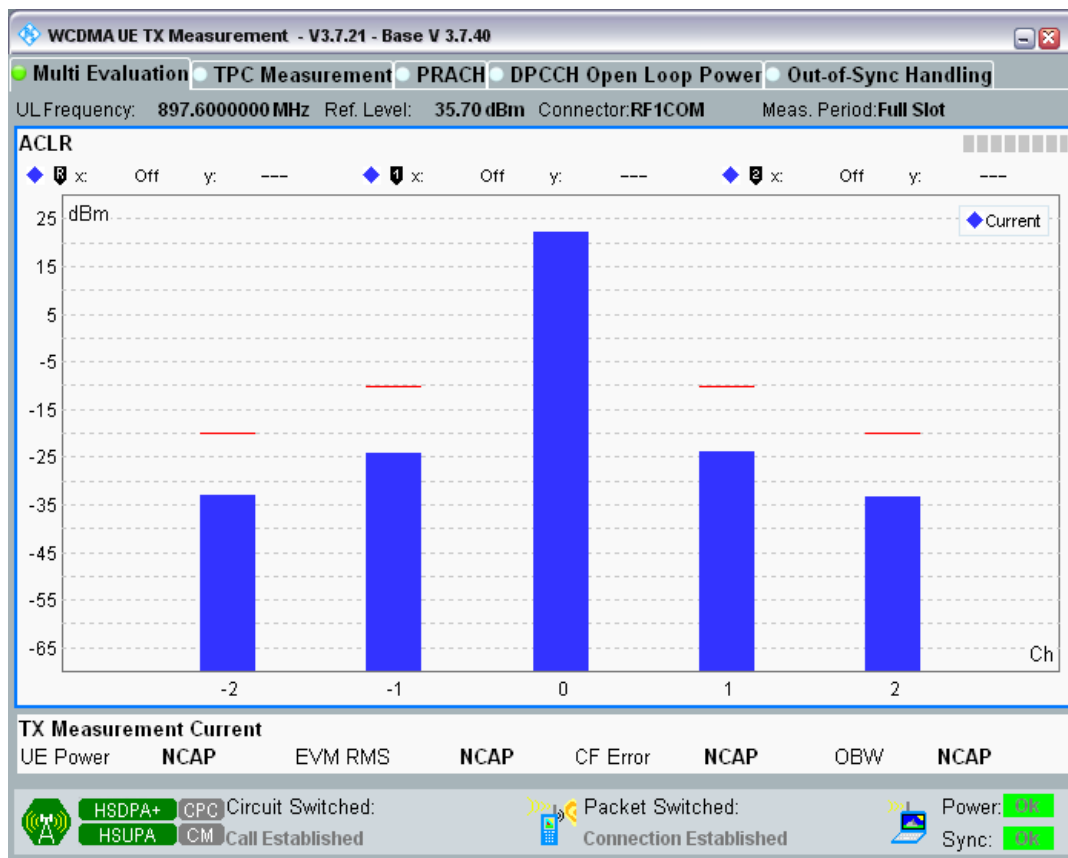 WCDMA UE TX Measurement - V3.7.21 - Base V 3.7.40
Multi Evaluation TPC Measurement PRACH DPCCH Open Loop Power Out-of-Sync Handling
UL Frequency: 897.6000000 MHz Ref. Level: 35.70 dBm Connector:RF1COM Meas. Period:Full Slot
ACLR
R x: Off y: --- 1 x: Off y: --- 2 x: Off y: ---
dBm
Current
25
15
5
-5
-15
-25
-35
-45
-55
-65
Ch
-2 -1 0 1 2
TX Measurement Current
UE Power NCAP EVM RMS NCAP CF Error NCAP OBW NCAP
HSDPA+ CPC Circuit Switched: Packet Switched: Power: OK
HSUPA CM Call Established Connection Established Sync: OK